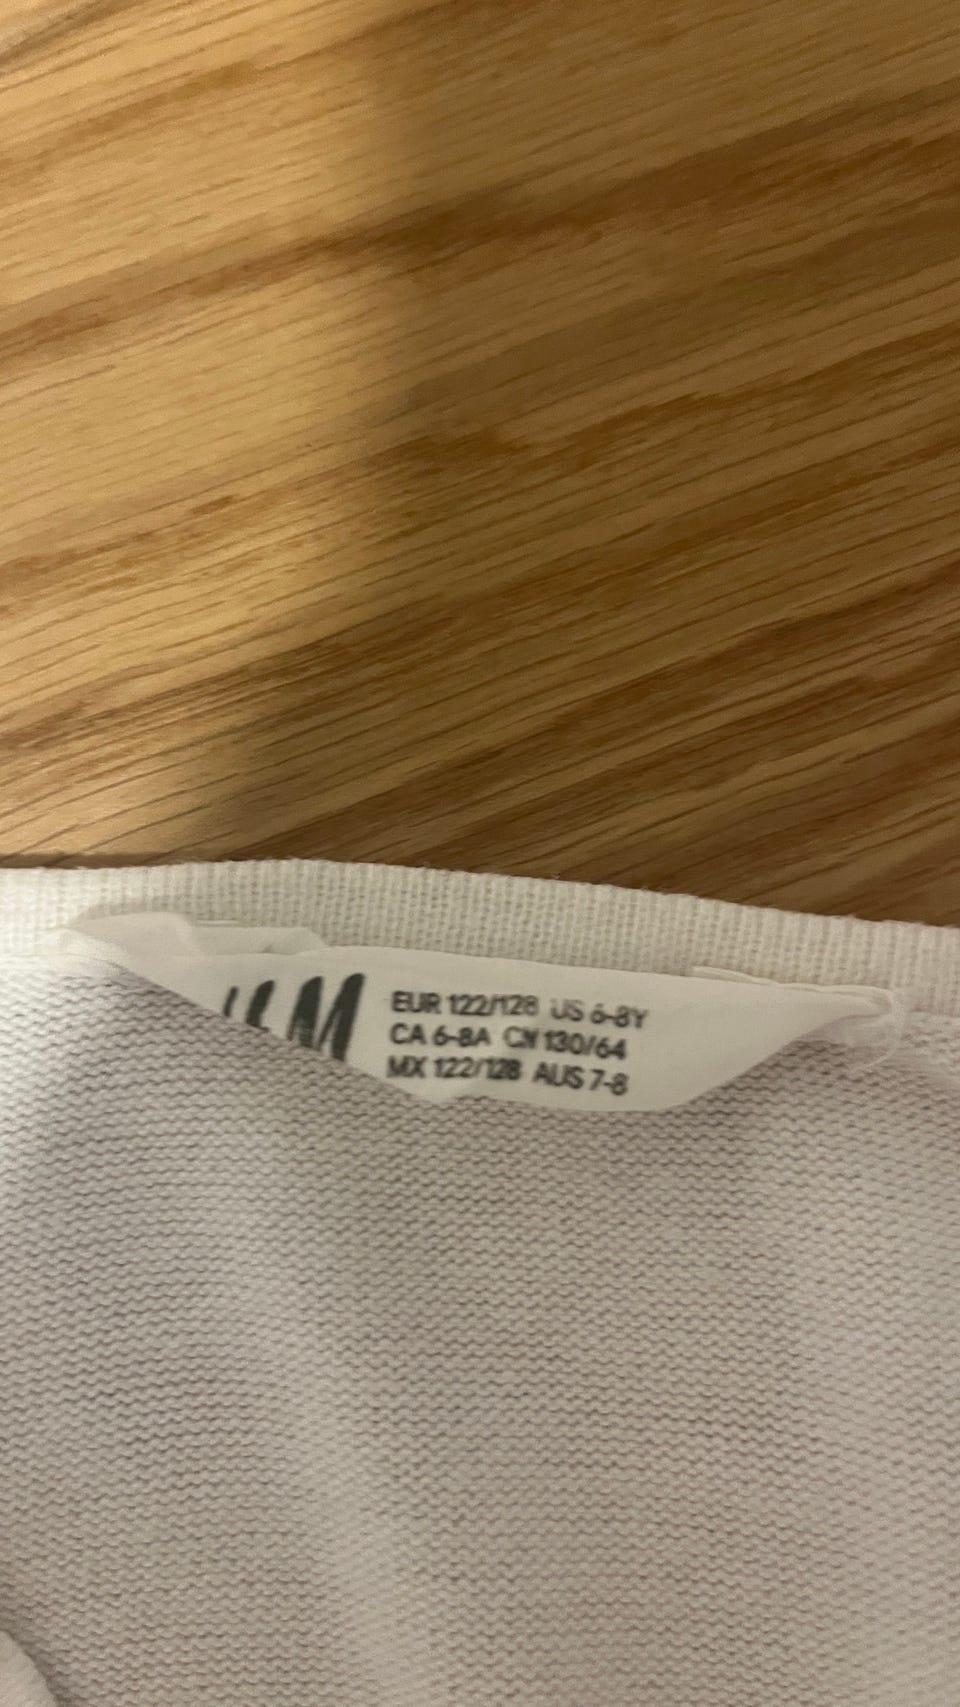 M
EUR 122/128 US 6-8Y
CA 6-8A CN 130/64
MX 122/128 AUS 7-8